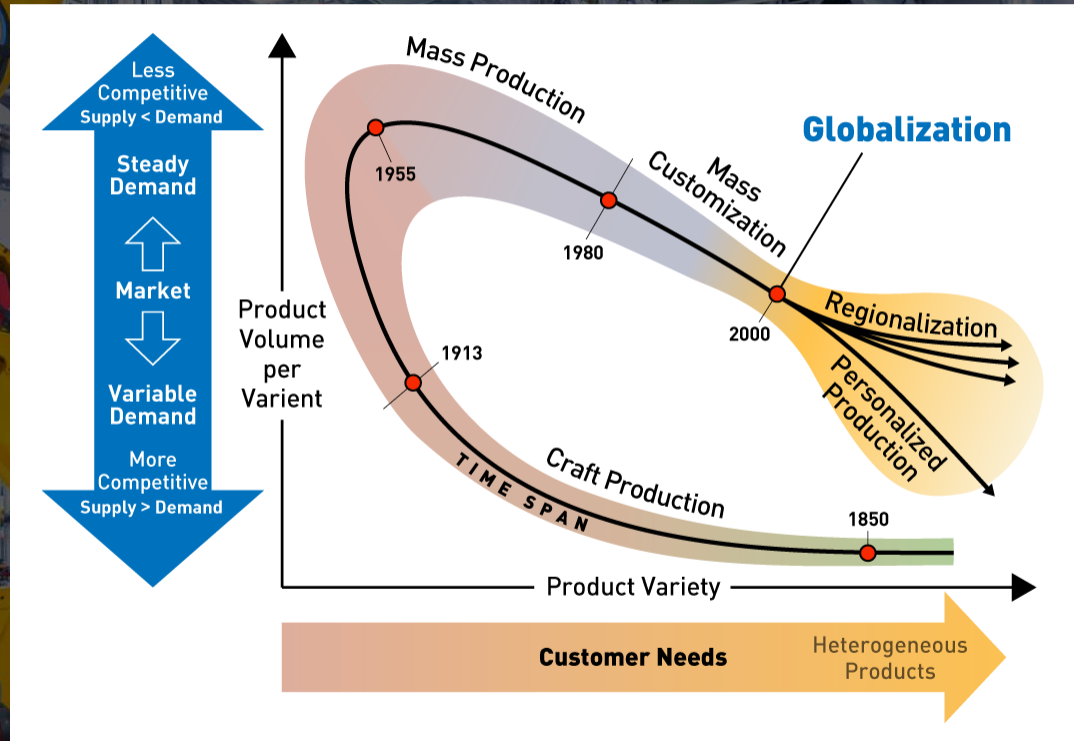 Less
Competitive
Supply < Demand
Steady
Demand
Market
Variable
Demand
More
Competitive
Supply > Demand
Product
Volume
per
Varient
Mass Production
1955
1980
Mass
Customization
Globalization
2000
Regionalization
Personalized
Production
1913
TIME SPAN
Craft Production
1850
Product Variety
Customer Needs
Heterogeneous
Products